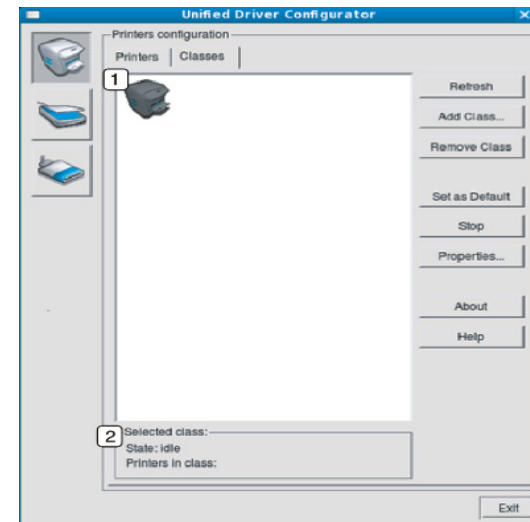 Unified Driver Configurator
Printers configuration
Printers
Classes
1
Refresh
Add Class...
Remove Class
Set as Default
Stop
Properties...
About
Help
2
Selected class:
State: idle
Printers in class:
Exit